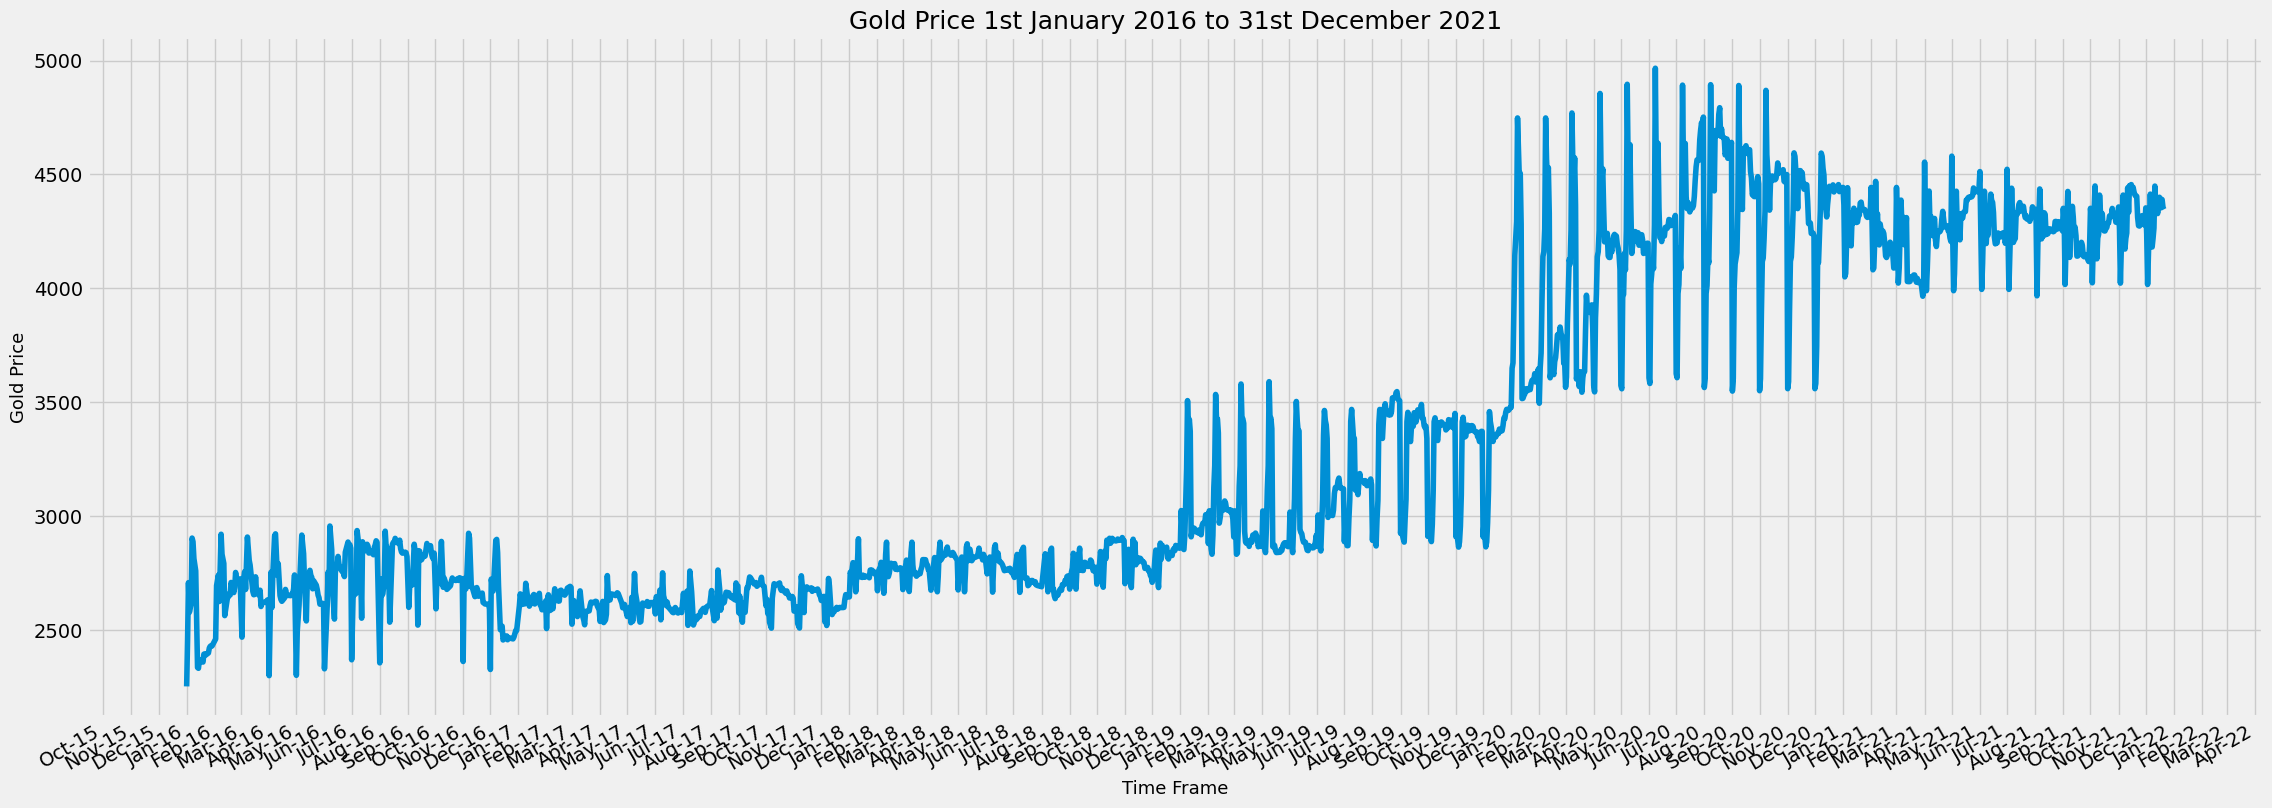 Gold Price 1st January 2016 to 31st December 2021
Gold Price
5000
4500
4000
3500
3000
2500
Oct-15
Nov-15
Dec-15
Jan-16
Feb-16
Mar-16
Apr-16
May-16
Jun-16
Jul-16
Aug-16
Sep-16
Oct-16
Nov-16
Dec-16
Jan-17
Feb-17
Mar-17
Apr-17
May-17
Jun-17
Jul-17
Aug-17
Sep-17
Oct-17
Nov-17
Dec-17
Jan-18
Feb-18
Mar-18
Apr-18
May-18
Jun-18
Jul-18
Aug-18
Sep-18
Oct-18
Nov-18
Dec-18
Jan-19
Feb-19
Mar-19
Apr-19
May-19
Jun-19
Jul-19
Aug-19
Sep-19
Oct-19
Nov-19
Dec-19
Jan-20
Feb-20
Mar-20
Apr-20
May-20
Jun-20
Jul-20
Aug-20
Sep-20
Oct-20
Nov-20
Dec-20
Jan-21
Feb-21
Mar-21
Apr-21
May-21
Jun-21
Jul-21
Aug-21
Sep-21
Oct-21
Nov-21
Dec-21
Jan-22
Feb-22
Mar-22
Apr-22
Time Frame